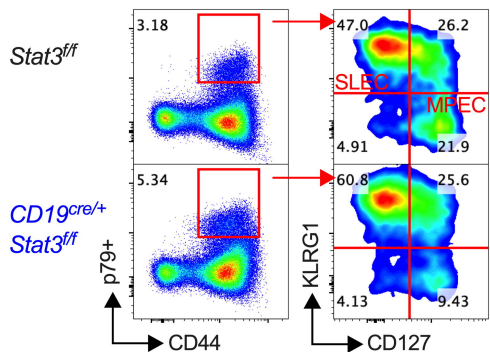 3.18
47.0 26.2
Stat3f/f
SLEC
MPEC
4.91 21.9
5.34
60.8 25.6
CD19cre/+
Stat3f/f
p79+
KLRG1
4.13 9.43
CD44
CD127